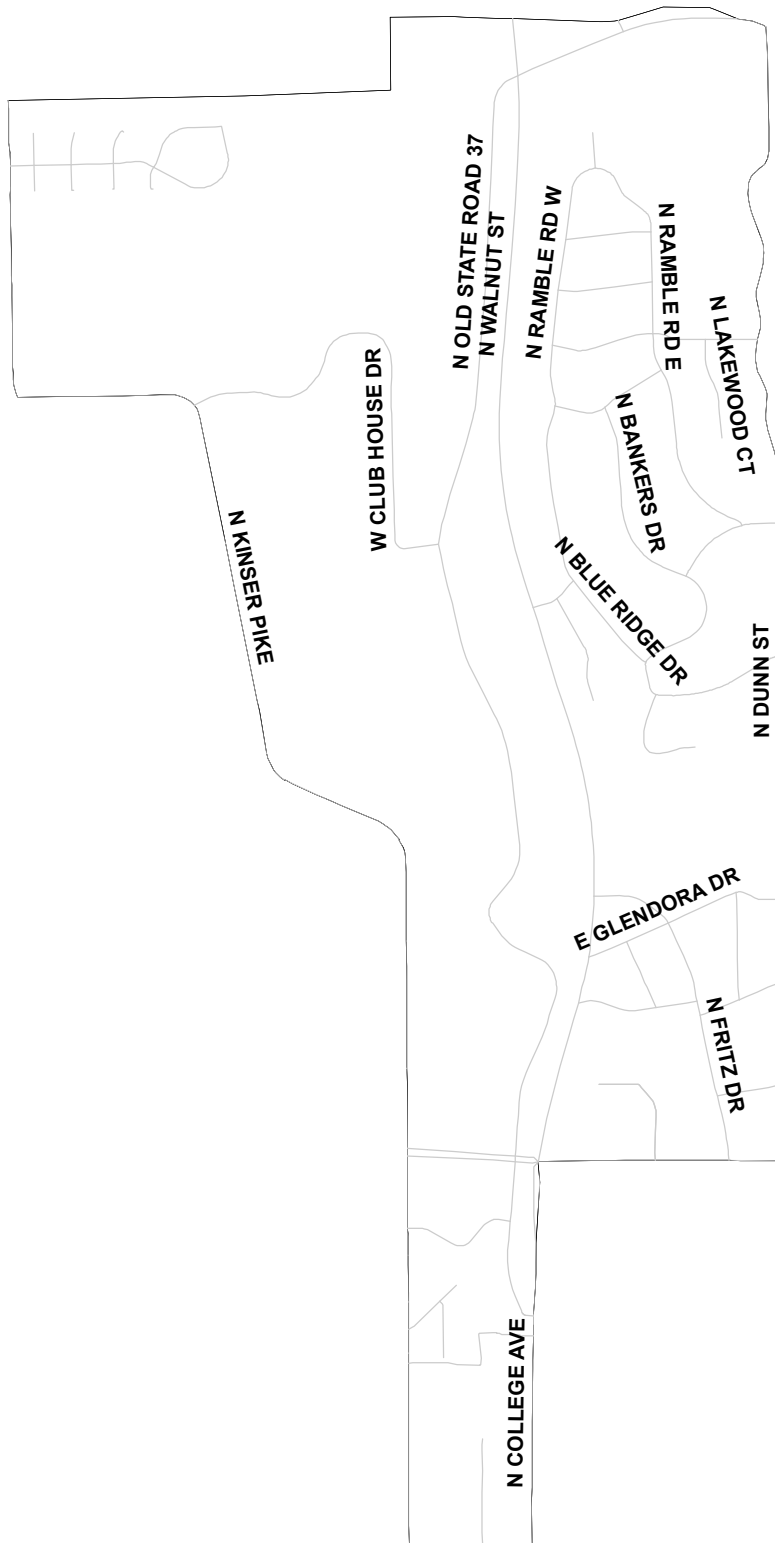 N OLD STATE ROAD 37
N WALNUT ST
N RAMBLE RD W
N RAMBLE RD E
N LAKEWOOD CT
W CLUB HOUSE DR
N BANKERS DR
N KINSER PIKE
N BLUE RIDGE DR
N DUNN ST
E GLENDORA DR
N FRITZ DR
N COLLEGE AVE